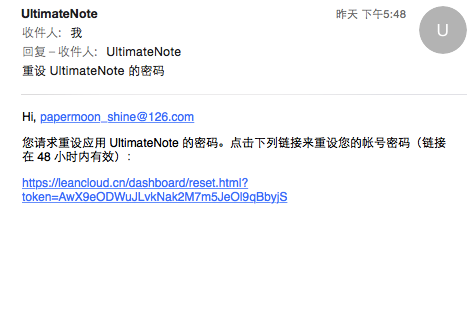 UltimateNote
昨天 下午5:48
U
收件人： 我
回复－收件人： UltimateNote
重设 UltimateNote 的密码
Hi, papermoon_shine@126.com
您请求重设应用 UltimateNote 的密码。点击下列链接来重设您的帐号密码（链接
在 48 小时内有效）：
https://leancloud.cn/dashboard/reset.html?
token=AwX9eODWuJLvkNak2M7m5JeOl9qBbyjS